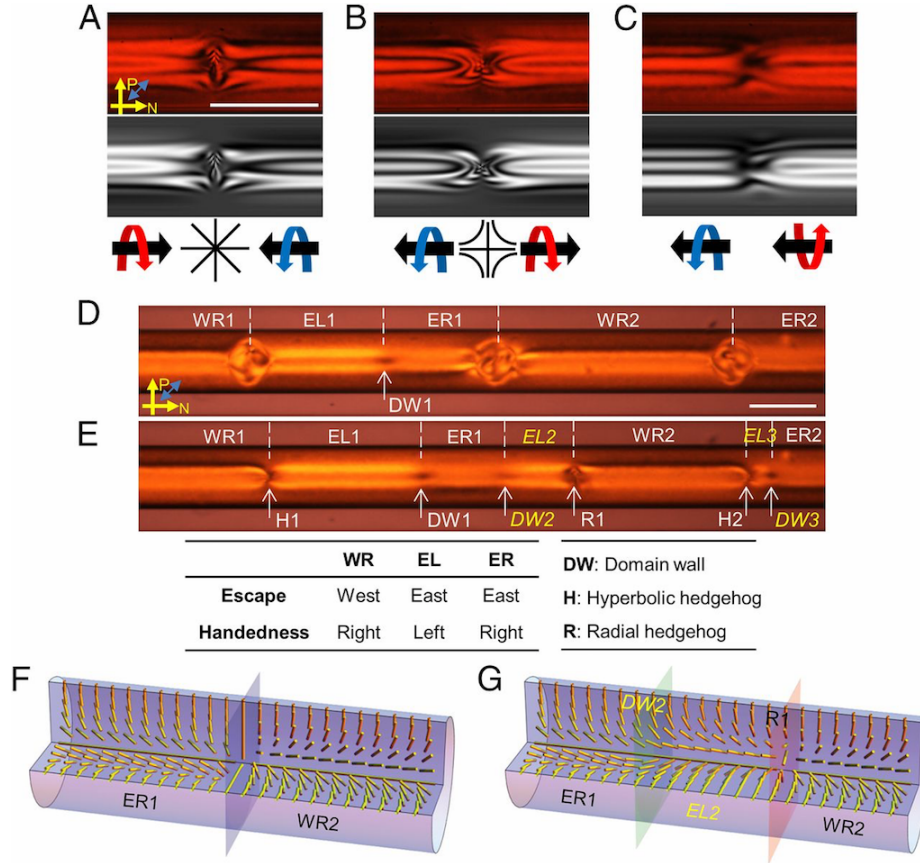 A
B
C
P
N
D
WR1
EL1
ER1
WR2
ER2
P
N
DW1
E
WR1
EL1
ER1
EL2
WR2
EL3
ER2
H1
DW1
DW2
R1
H2
DW3
WR EL ER
Escape West East East
Handedness Right Left Right
DW: Domain wall
H: Hyperbolic hedgehog
R: Radial hedgehog
F
ER1
WR2
G
DW2
R1
ER1
EL2
WR2